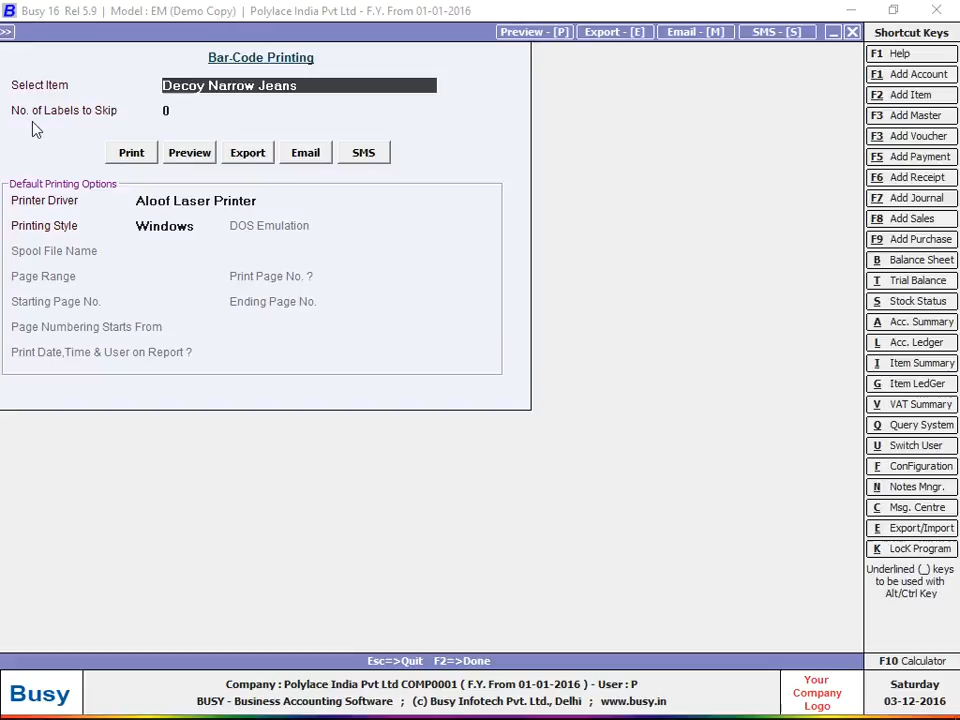 Busy 16 Rel 5.9 | Model : EM (Demo Copy) | Polylace India Pvt Ltd - F.Y. From 01-01-2016
>> Preview - [P] Export - [E] Email - [M] SMS - [S]
Bar-Code Printing
Select Item Decoy Narrow Jeans
No. of Labels to Skip 0
Print Preview Export Email SMS
Default Printing Options
Printer Driver Aloof Laser Printer
Printing Style Windows DOS Emulation
Spool File Name
Page Range Print Page No. ?
Starting Page No. Ending Page No.
Page Numbering Starts From
Print Date,Time & User on Report ?
Shortcut Keys
F1 Help
F1 Add Account
F2 Add Item
F3 Add Master
F3 Add Voucher
F5 Add Payment
F6 Add Receipt
F7 Add Journal
F8 Add Sales
F9 Add Purchase
B Balance Sheet
T Trial Balance
S Stock Status
A Acc. Summary
L Acc. Ledger
I Item Summary
G Item LedGer
V VAT Summary
Q Query System
U Switch User
F ConFiguration
N Notes Mngr.
C Msg. Centre
E Export/Import
K LocK Program
Underlined (_) keys
to be used with
Alt/Ctrl Key
Esc=>Quit F2=>Done
F10 Calculator
Busy
Company : Polylace India Pvt Ltd COMP0001 ( F.Y. From 01-01-2016 ) - User : P
BUSY - Business Accounting Software ; (c) Busy Infotech Pvt. Ltd., Delhi ; www.busy.in
Your
Company
Logo
Saturday
03-12-2016